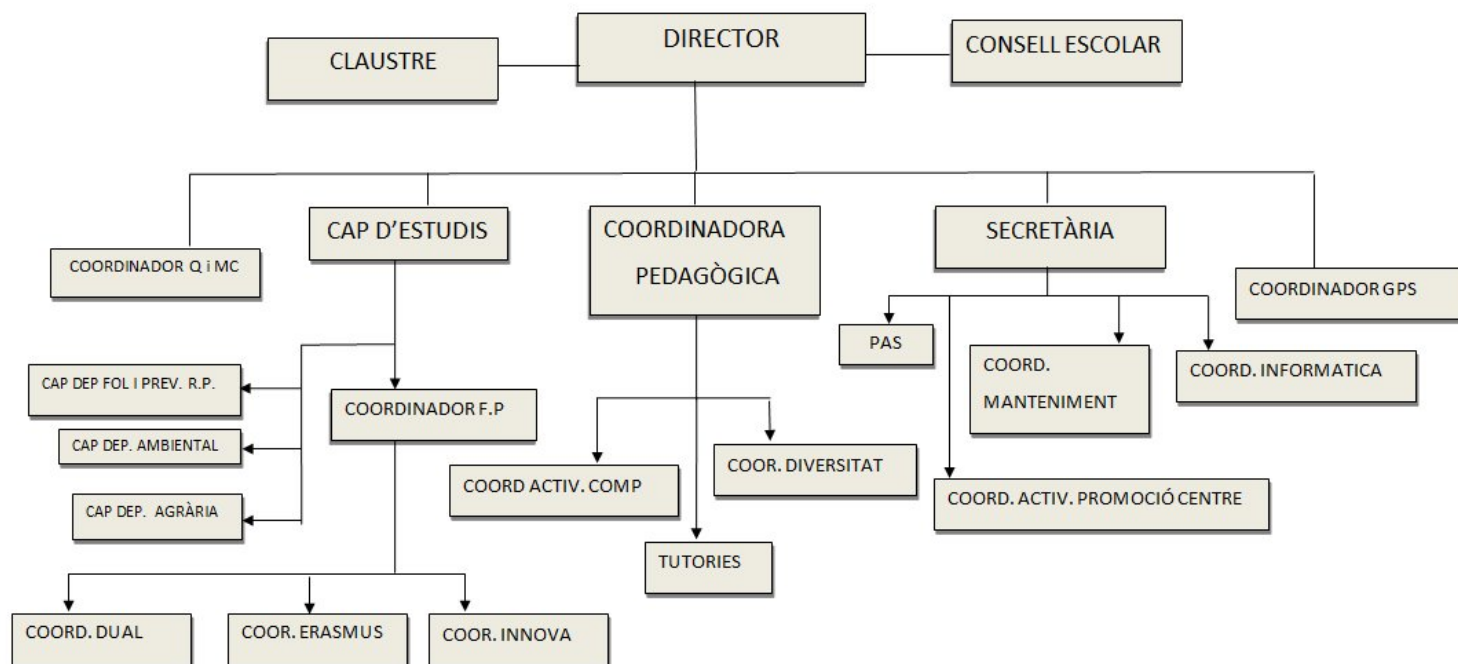 DIRECTOR
CLAUSTRE
CONSELL ESCOLAR
CAP D'ESTUDIS
COORDINADORA
PEDAGÒGICA
SECRETÀRIA
COORDINADOR Q i MC
COORDINADOR GPS
PAS
COORD.
MANTENIMENT
COORD. INFORMATICA
CAP DEP FOL I PREV. R.P.
COORDINADOR F.P
CAP DEP. AMBIENTAL
COORD ACTIV. COMP
COOR. DIVERSITAT
COORD. ACTIV. PROMOCIÓ CENTRE
CAP DEP. AGRÀRIA
TUTORIES
COORD. DUAL
COOR. ERASMUS
COOR. INNOVA